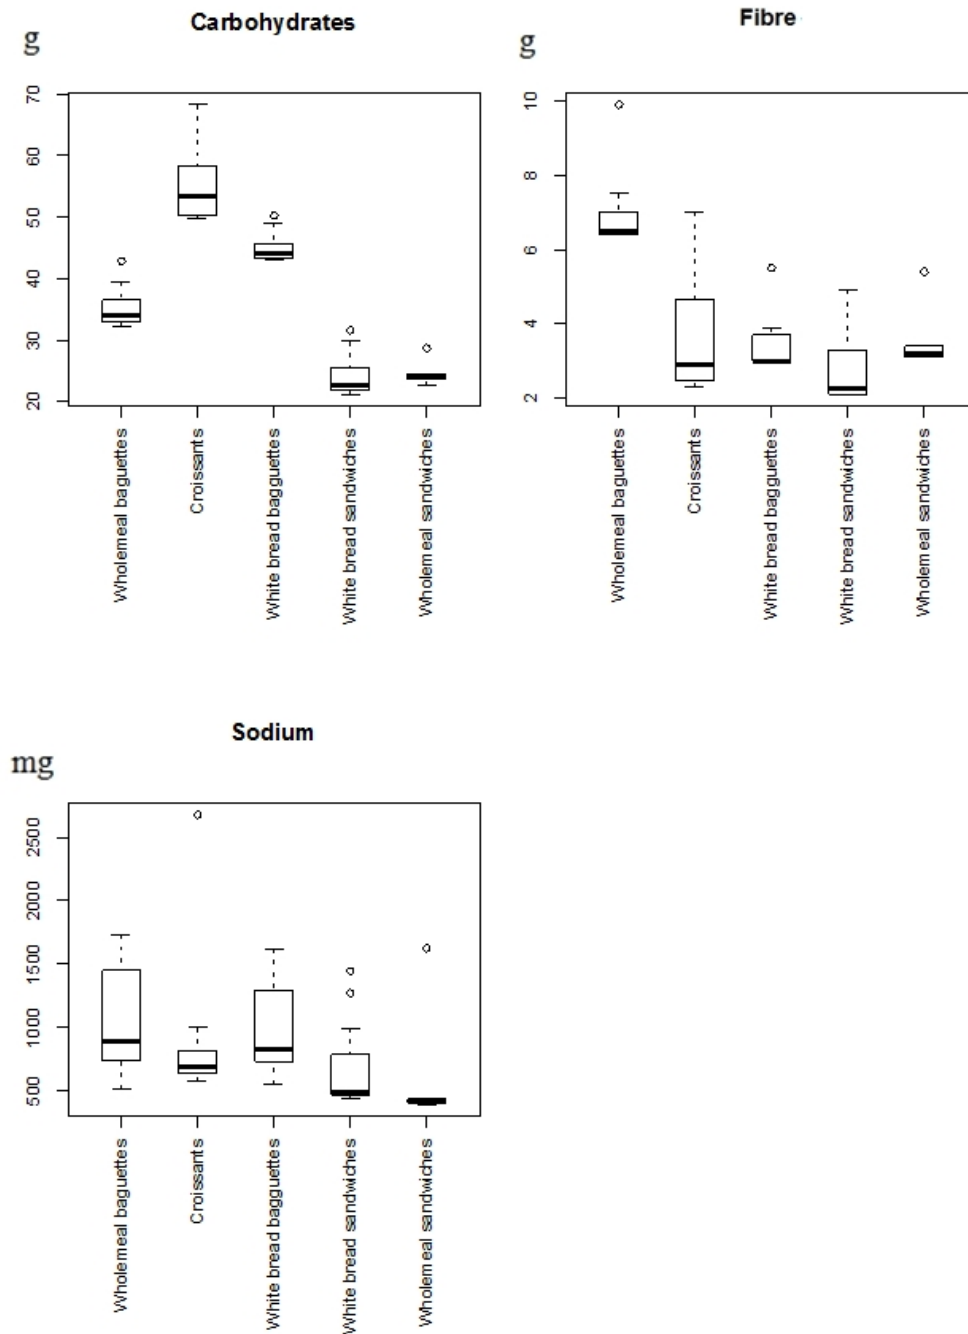 Carbohydrates
g
70
60
50
40
30
20
Wholemeal baguettes
Croissants
White bread bagguettes
White bread sandwiches
Wholemeal sandwiches
Fibre
g
10
8
6
4
2
Wholemeal baguettes
Croissants
White bread bagguettes
White bread sandwiches
Wholemeal sandwiches
Sodium
mg
2500
2000
1500
1000
500
Wholemeal baguettes
Croissants
White bread bagguettes
White bread sandwiches
Wholemeal sandwiches